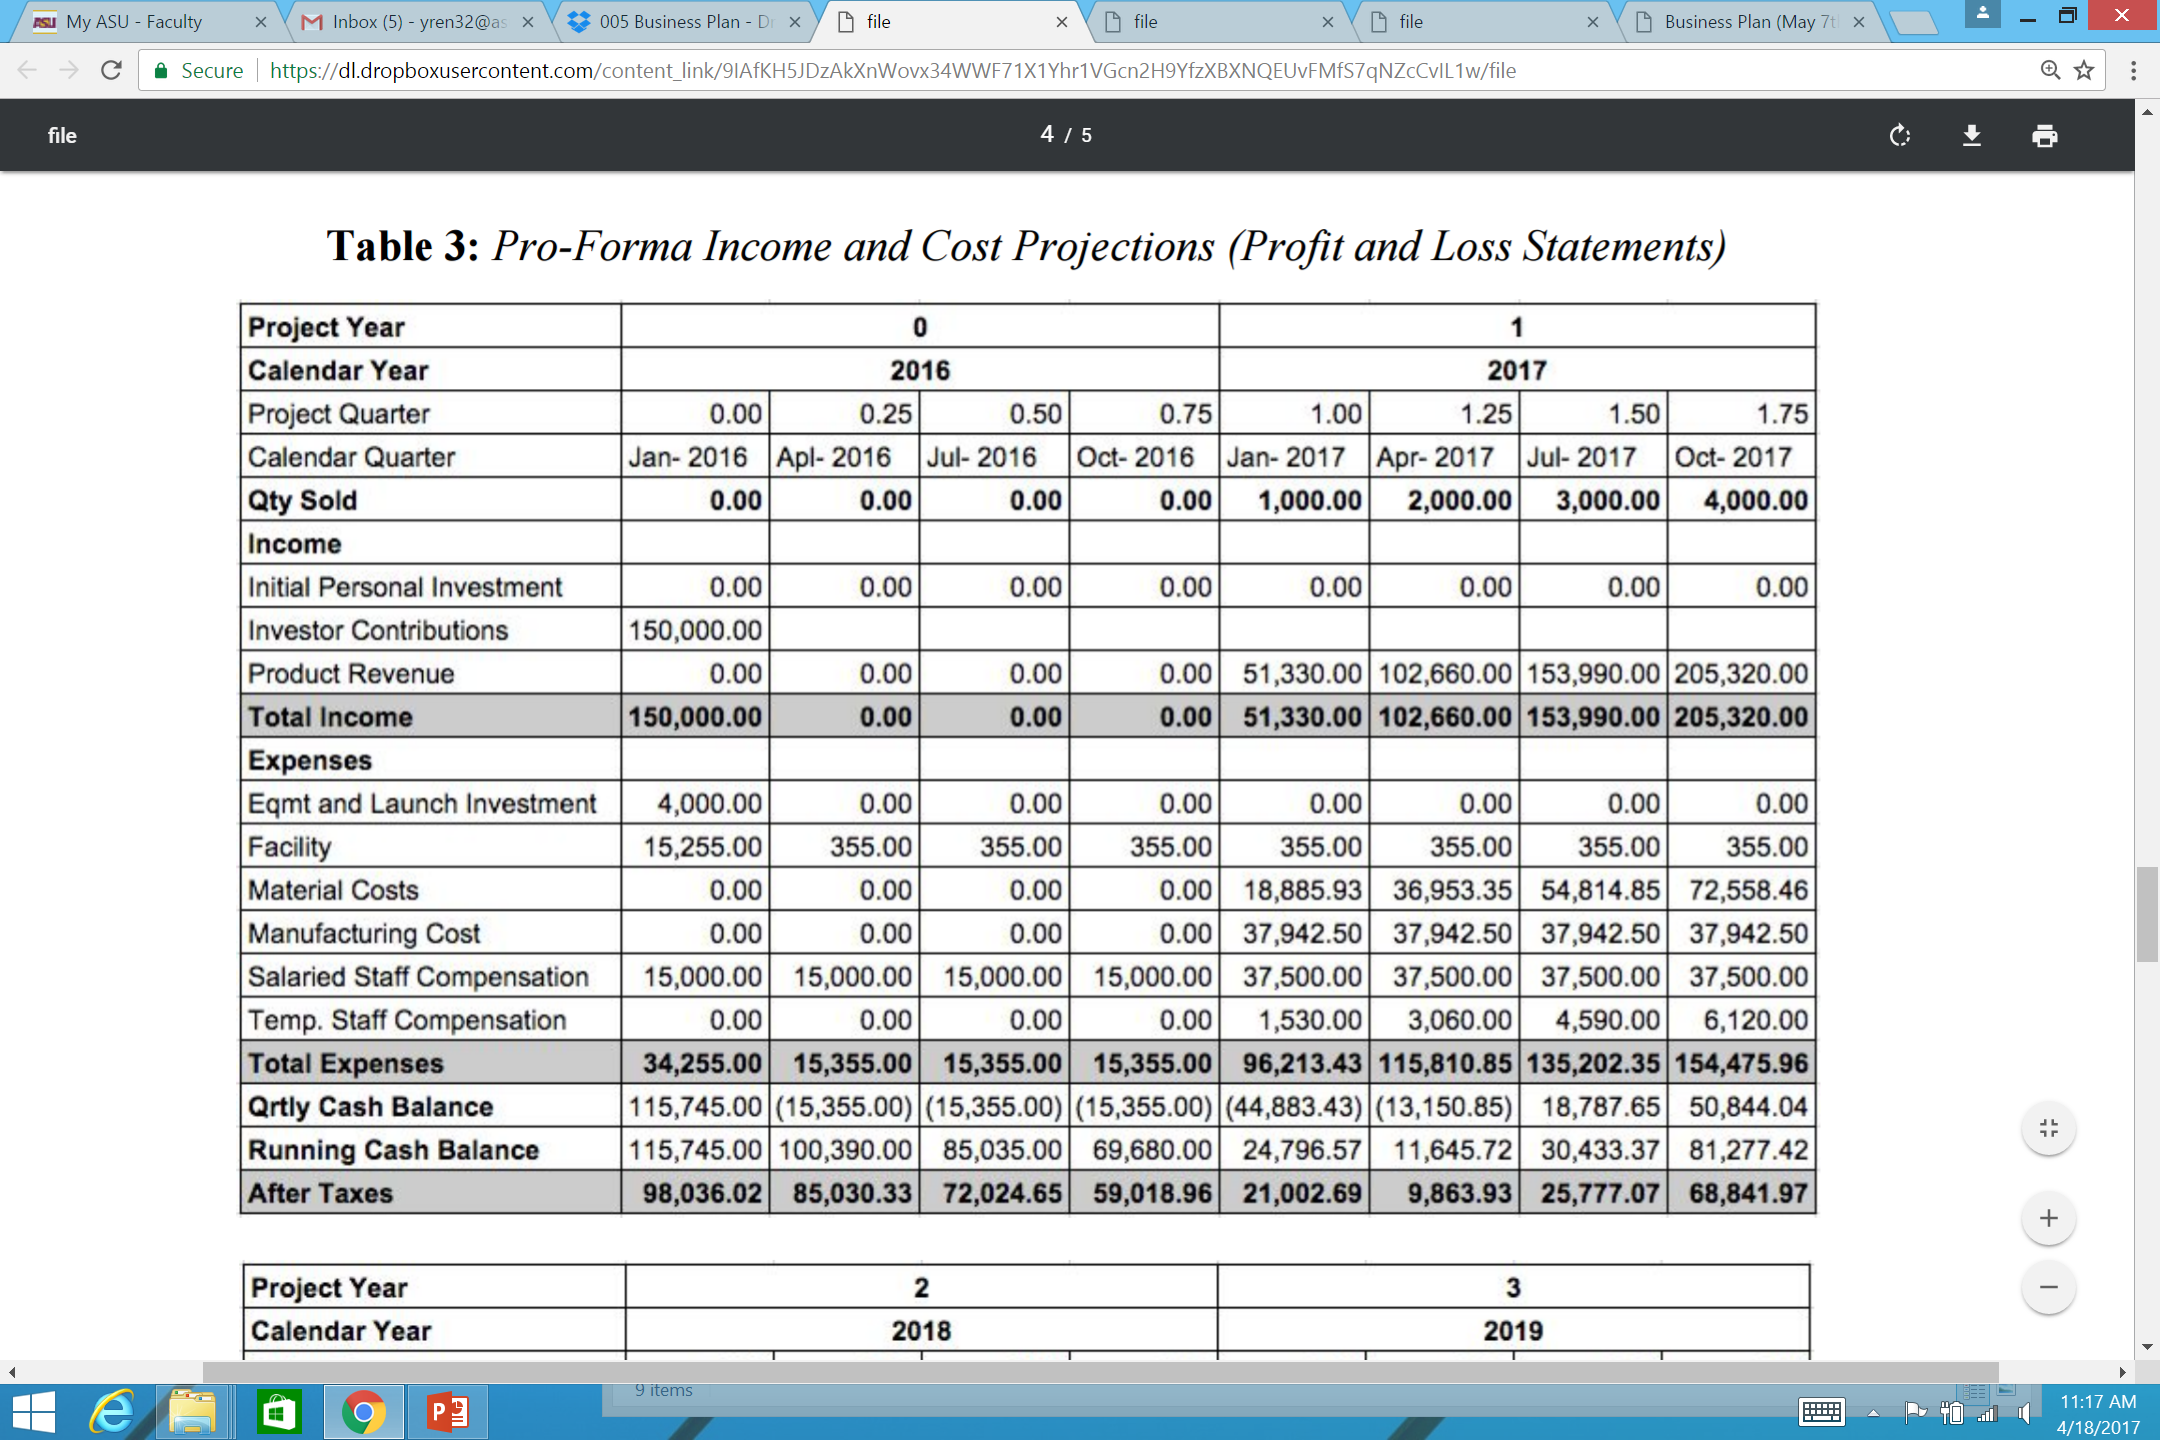 My ASU - Faculty
Inbox (5) - yren32@as
005 Business Plan - Dr
file
file
file
Business Plan (May 7t
Secure
https://dl.dropboxusercontent.com/content_link/9IAfKH5JDzAkXnWovx34WWF71X1Yhr1VGcn2H9YfzXBXNQEUvFMfS7qNZcCvIL1w/file
file 4 / 5
Table 3: Pro-Forma Income and Cost Projections (Profit and Loss Statements)
Project Year 0 1
Calendar Year 2016 2017
Project Quarter 0.00 0.25 0.50 0.75 1.00 1.25 1.50 1.75
Calendar Quarter Jan- 2016 Apl- 2016 Jul- 2016 Oct- 2016 Jan- 2017 Apr- 2017 Jul- 2017 Oct- 2017
Qty Sold 0.00 0.00 0.00 0.00 1,000.00 2,000.00 3,000.00 4,000.00
Income
Initial Personal Investment 0.00 0.00 0.00 0.00 0.00 0.00 0.00 0.00
Investor Contributions 150,000.00
Product Revenue 0.00 0.00 0.00 0.00 51,330.00 102,660.00 153,990.00 205,320.00
Total Income 150,000.00 0.00 0.00 0.00 51,330.00 102,660.00 153,990.00 205,320.00
Expenses
Eqmt and Launch Investment 4,000.00 0.00 0.00 0.00 0.00 0.00 0.00 0.00
Facility 15,255.00 355.00 355.00 355.00 355.00 355.00 355.00 355.00
Material Costs 0.00 0.00 0.00 0.00 18,885.93 36,953.35 54,814.85 72,558.46
Manufacturing Cost 0.00 0.00 0.00 0.00 37,942.50 37,942.50 37,942.50 37,942.50
Salaried Staff Compensation 15,000.00 15,000.00 15,000.00 15,000.00 37,500.00 37,500.00 37,500.00 37,500.00
Temp. Staff Compensation 0.00 0.00 0.00 0.00 1,530.00 3,060.00 4,590.00 6,120.00
Total Expenses 34,255.00 15,355.00 15,355.00 15,355.00 96,213.43 115,810.85 135,202.35 154,475.96
Qrtly Cash Balance 115,745.00 (15,355.00) (15,355.00) (15,355.00) (44,883.43) (13,150.85) 18,787.65 50,844.04
Running Cash Balance 115,745.00 100,390.00 85,035.00 69,680.00 24,796.57 11,645.72 30,433.37 81,277.42
After Taxes 98,036.02 85,030.33 72,024.65 59,018.96 21,002.69 9,863.93 25,777.07 68,841.97
Project Year 2 3
Calendar Year 2018 2019
9 items
11:17 AM
4/18/2017